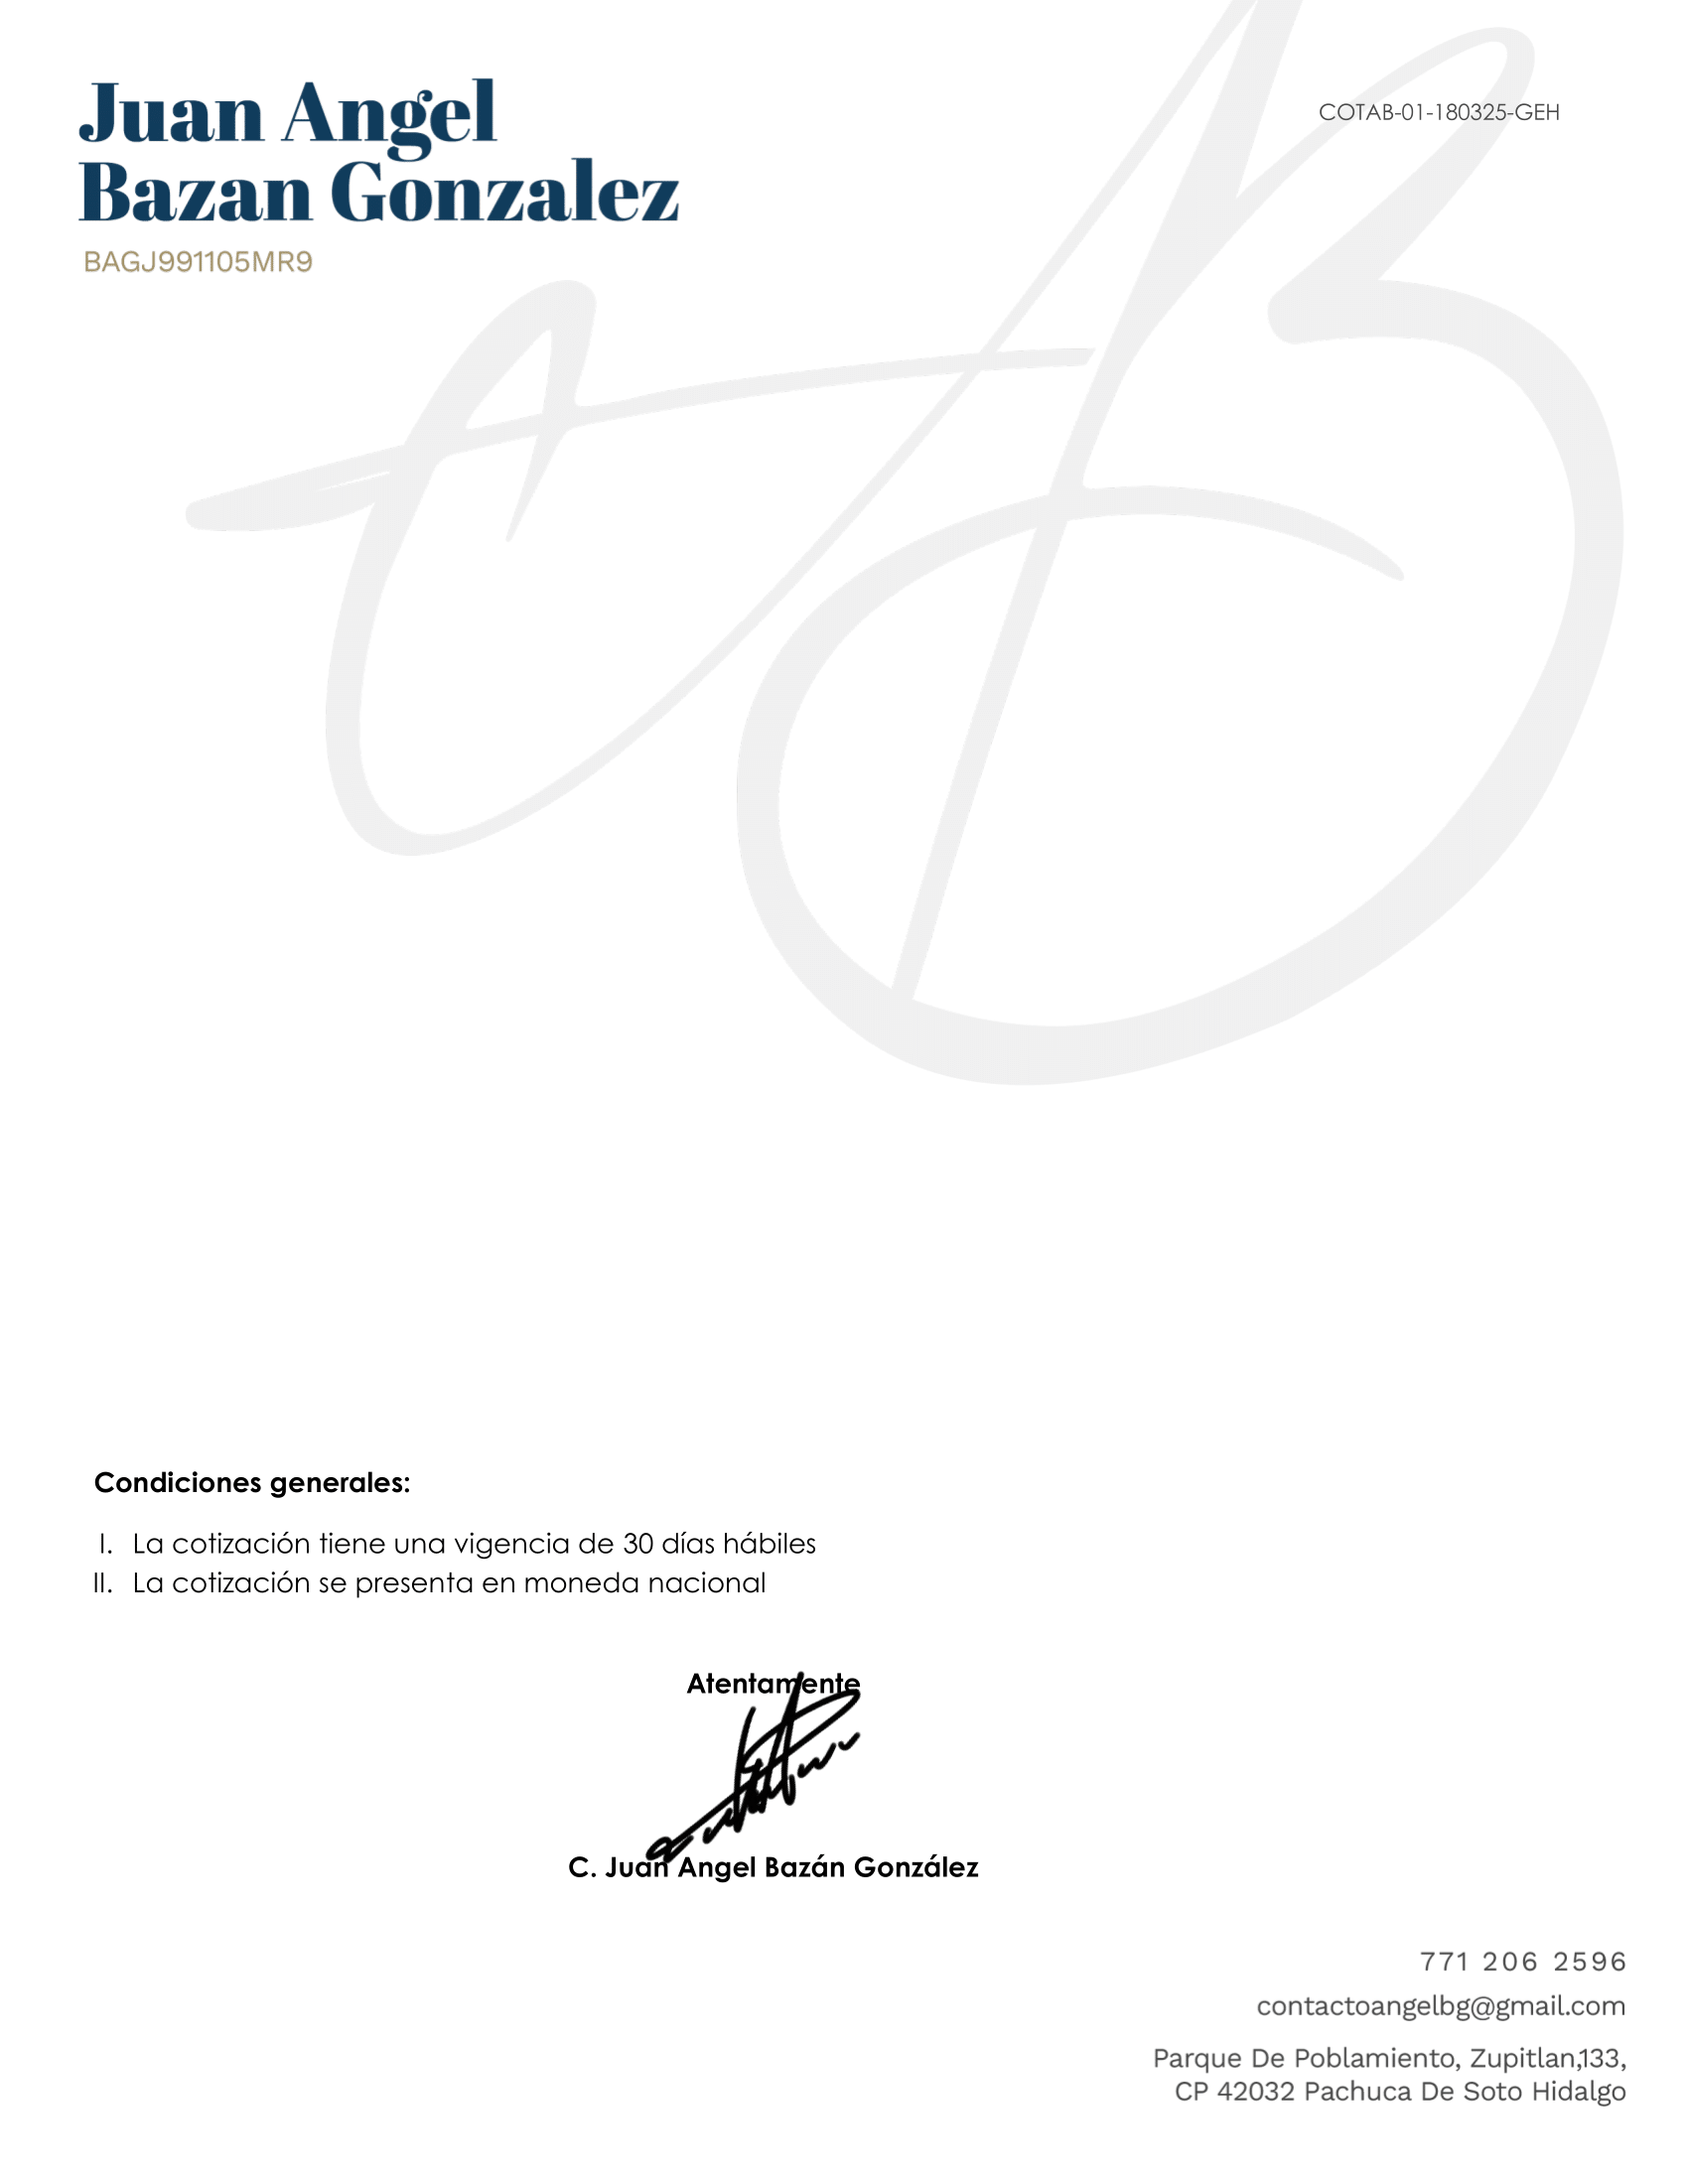 Juan Angel
Bazan Gonzalez
BAGJ991105MR9
COTAB-01-180325-GEH
Condiciones generales:
I. La cotización tiene una vigencia de 30 días hábiles
II. La cotización se presenta en moneda nacional
Atentamente
C. Juan Angel Bazán González
771 206 2596
contactoangelbg@gmail.com
Parque De Poblamiento, Zupitlan,133,
CP 42032 Pachuca De Soto Hidalgo